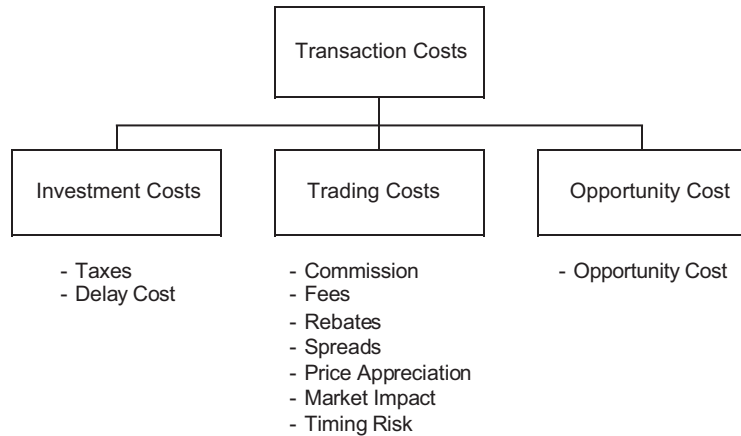 Transaction Costs
Investment Costs
Trading Costs
Opportunity Cost
- Taxes
- Delay Cost
- Commission
- Fees
- Rebates
- Spreads
- Price Appreciation
- Market Impact
- Timing Risk
- Opportunity Cost